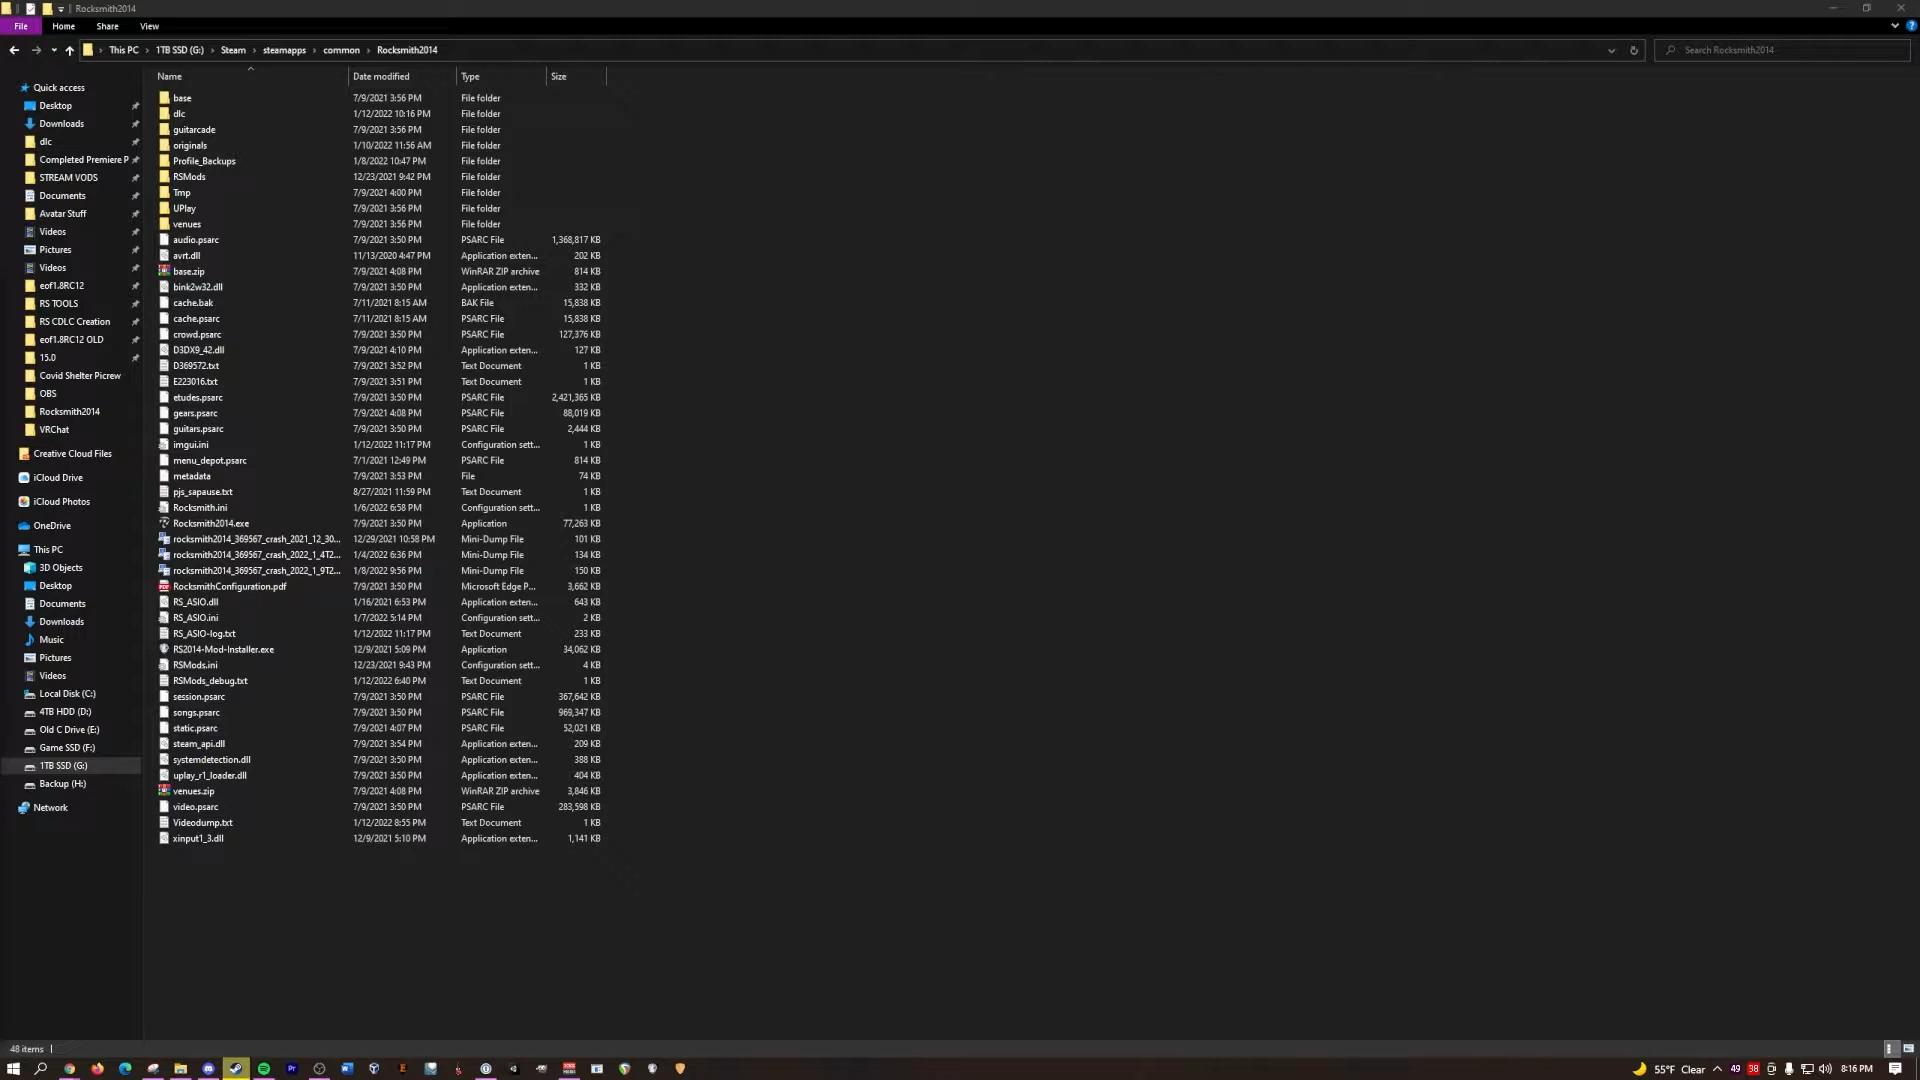 Rocksmith2014
File Home Share View
This PC › 1TB SSD (G:) › Steam › steamapps › common › Rocksmith2014
Search Rocksmith2014
Name Date modified Type Size
Quick access
Desktop
Downloads
dlc
Completed Premiere P
STREAM VODS
Documents
Avatar Stuff
Videos
Pictures
Videos
eof1.8RC12
RS TOOLS
RS CDLC Creation
eof1.8RC12 OLD
15.0
Covid Shelter Picrew
OBS
Rocksmith2014
VRChat
Creative Cloud Files
iCloud Drive
iCloud Photos
OneDrive
This PC
3D Objects
Desktop
Documents
Downloads
Music
Pictures
Videos
Local Disk (C:)
4TB HDD (D:)
Old C Drive (E:)
Game SSD (F:)
1TB SSD (G:)
Backup (H:)
Network
base 7/9/2021 3:56 PM File folder
dlc 1/12/2022 10:16 PM File folder
guitarcade 7/9/2021 3:56 PM File folder
originals 1/10/2022 11:56 AM File folder
Profile_Backups 1/8/2022 10:47 PM File folder
RSMods 12/23/2021 9:42 PM File folder
Tmp 7/9/2021 4:00 PM File folder
UPlay 7/9/2021 3:56 PM File folder
venues 7/9/2021 3:56 PM File folder
audio.psarc 7/9/2021 3:50 PM PSARC File 1,368,817 KB
avrt.dll 11/13/2020 4:47 PM Application exten... 202 KB
base.zip 7/9/2021 4:08 PM WinRAR ZIP archive 814 KB
bink2w32.dll 7/9/2021 3:50 PM Application exten... 332 KB
cache.bak 7/11/2021 8:15 AM BAK File 15,838 KB
cache.psarc 7/11/2021 8:15 AM PSARC File 15,838 KB
crowd.psarc 7/9/2021 3:50 PM PSARC File 127,376 KB
D3DX9_42.dll 7/9/2021 4:10 PM Application exten... 127 KB
D369572.txt 7/9/2021 3:52 PM Text Document 1 KB
E223016.txt 7/9/2021 3:51 PM Text Document 1 KB
etudes.psarc 7/9/2021 3:50 PM PSARC File 2,421,365 KB
gears.psarc 7/9/2021 4:08 PM PSARC File 88,019 KB
guitars.psarc 7/9/2021 3:50 PM PSARC File 2,444 KB
imgui.ini 1/12/2022 11:17 PM Configuration sett... 1 KB
menu_depot.psarc 7/1/2021 12:49 PM PSARC File 814 KB
metadata 7/9/2021 3:53 PM File 74 KB
pjs_sapause.txt 8/27/2021 11:59 PM Text Document 1 KB
Rocksmith.ini 1/6/2022 6:58 PM Configuration sett... 1 KB
Rocksmith2014.exe 7/9/2021 3:50 PM Application 77,263 KB
rocksmith2014_369567_crash_2021_12_30... 12/29/2021 10:58 PM Mini-Dump File 101 KB
rocksmith2014_369567_crash_2022_1_4T2... 1/4/2022 6:36 PM Mini-Dump File 134 KB
rocksmith2014_369567_crash_2022_1_9T2... 1/8/2022 9:56 PM Mini-Dump File 150 KB
RocksmithConfiguration.pdf 7/9/2021 3:50 PM Microsoft Edge P... 3,662 KB
RS_ASIO.dll 1/16/2021 6:53 PM Application exten... 643 KB
RS_ASIO.ini 1/7/2022 5:14 PM Configuration sett... 2 KB
RS_ASIO-log.txt 1/12/2022 11:17 PM Text Document 233 KB
RS2014-Mod-Installer.exe 12/9/2021 5:09 PM Application 34,062 KB
RSMods.ini 12/23/2021 9:43 PM Configuration sett... 4 KB
RSMods_debug.txt 1/12/2022 6:40 PM Text Document 1 KB
session.psarc 7/9/2021 3:50 PM PSARC File 367,642 KB
songs.psarc 7/9/2021 3:50 PM PSARC File 969,347 KB
static.psarc 7/9/2021 4:07 PM PSARC File 52,021 KB
steam_api.dll 7/9/2021 3:54 PM Application exten... 209 KB
systemdetection.dll 7/9/2021 3:50 PM Application exten... 388 KB
uplay_r1_loader.dll 7/9/2021 3:50 PM Application exten... 404 KB
venues.zip 7/9/2021 4:08 PM WinRAR ZIP archive 3,846 KB
video.psarc 7/9/2021 3:50 PM PSARC File 283,598 KB
Videodump.txt 1/12/2022 8:55 PM Text Document 1 KB
xinput1_3.dll 12/9/2021 5:10 PM Application exten... 1,141 KB
48 items
55°F Clear 49 38 8:16 PM